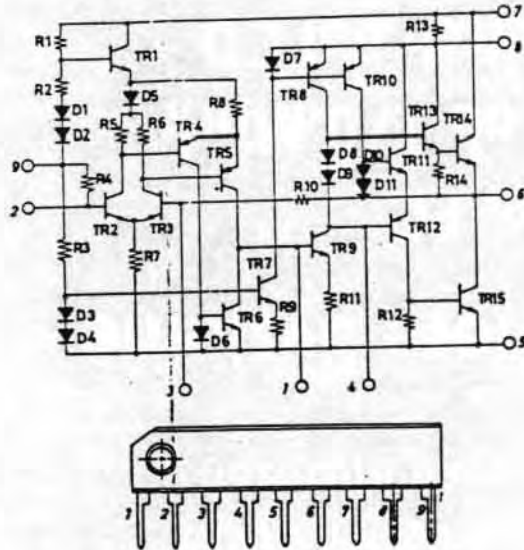 7
R13
R1
8
TR1
D7
R2
D5
R8
TR8
TR10
D1
R5
R6
TR4
TR13
TR14
D2
TR5
D8
D10
TR11
9
R4
D9
D11
R14
R10
2
6
TR2
TR3
TR9
TR12
R3
R7
TR7
TR6
R9
R11
R12
TR15
D3
D4
D6
5
3
1
4
1
2
3
4
5
6
7
8
9